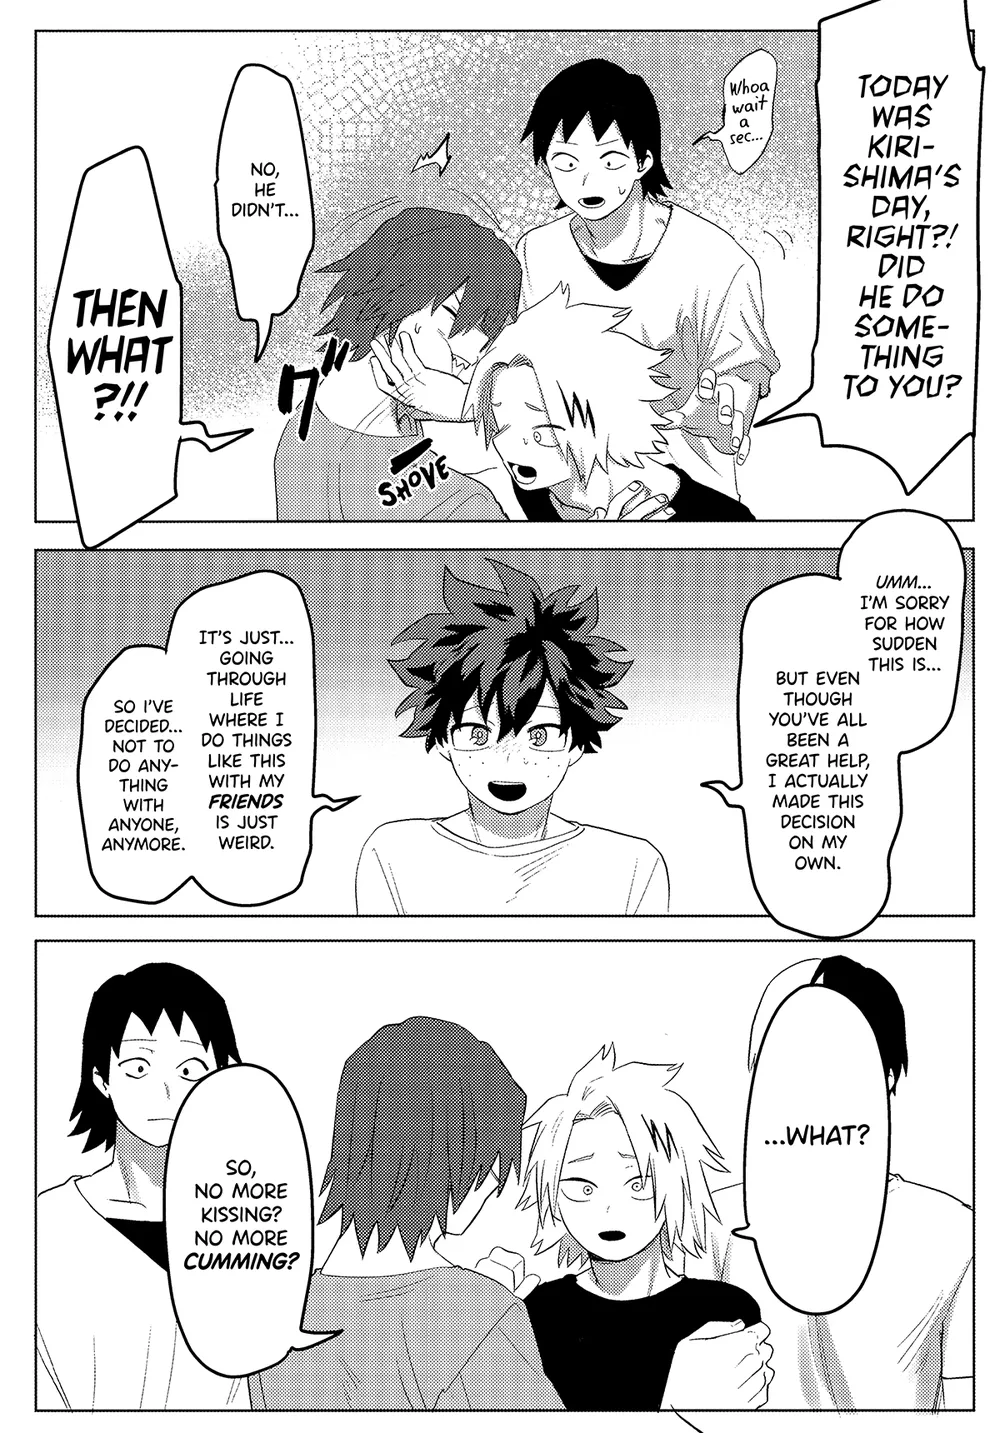 TODAY
WAS
KIRI-
SHIMA'S
DAY,
RIGHT?!
DID
HE DO
SOME-
THING
TO YOU?
Whoa
wait
a
sec...
NO,
HE
DIDN'T...
THEN
WHAT
?!!
グッ
SHOVE
UMM...
I'M SORRY
FOR HOW
SUDDEN
THIS IS...
BUT EVEN
THOUGH
YOU'VE ALL
BEEN A
GREAT HELP,
I ACTUALLY
MADE THIS
DECISION
ON MY
OWN.
IT'S JUST...
GOING
THROUGH
LIFE
WHERE I
DO THINGS
LIKE THIS
WITH MY
FRIENDS
IS JUST
WEIRD.
SO I'VE
DECIDED...
NOT TO
DO ANY-
THING
WITH
ANYONE,
ANYMORE.
...WHAT?
SO,
NO MORE
KISSING?
NO MORE
CUMMING?